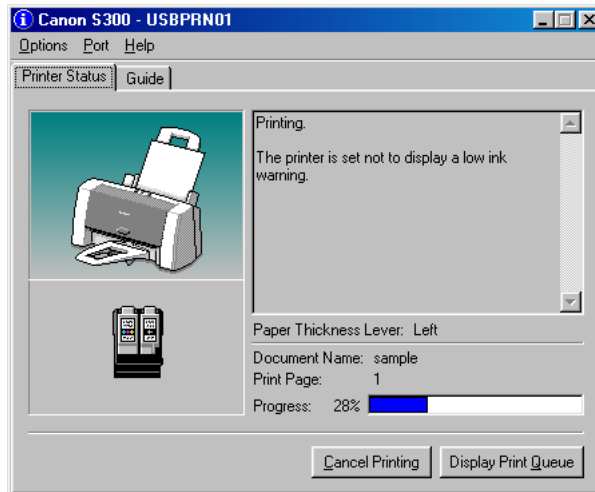 Canon S300 - USBPRN01
Options Port Help
Printer Status Guide
Printing.
The printer is set not to display a low ink
warning.
Paper Thickness Lever: Left
Document Name: sample
Print Page: 1
Progress: 28%
Cancel Printing Display Print Queue